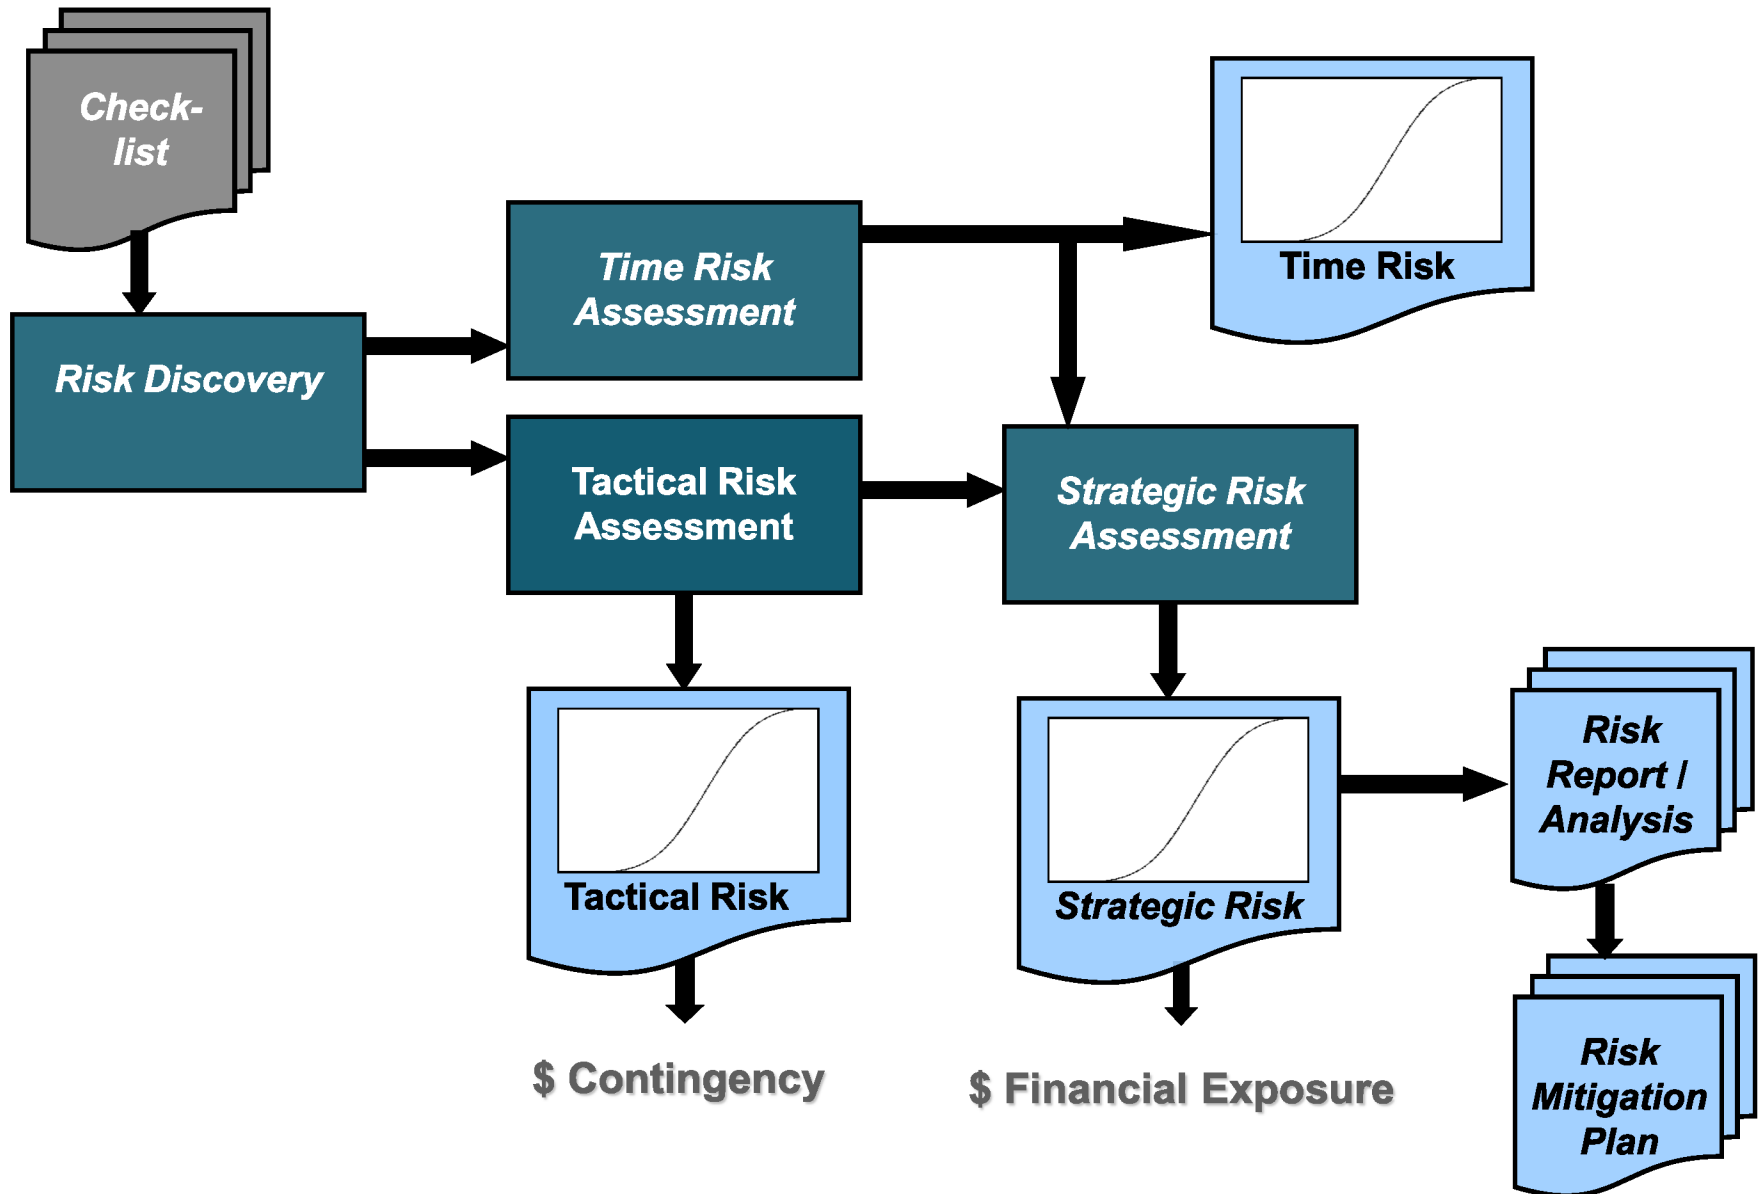 Check-
list
Risk Discovery
Time Risk
Assessment
Time Risk
Tactical Risk
Assessment
Strategic Risk
Assessment
Tactical Risk
$ Contingency
Strategic Risk
$ Financial Exposure
Risk
Report /
Analysis
Risk
Mitigation
Plan